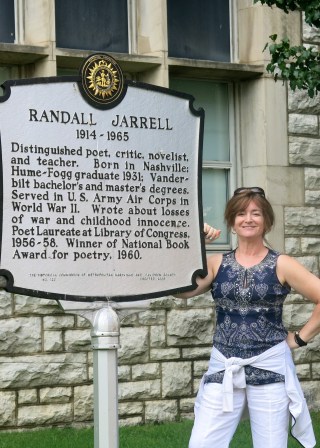 RANDALL JARRELL
1914 - 1965
Distinguished poet, critic, novelist,
and teacher. Born in Nashville;
Hume-Fogg graduate 1931; Vander-
bilt bachelor's and master's degrees.
Served in U.S. Army Air Corps in
World War II. Wrote about losses
of war and childhood innocence.
Poet Laureate at Library of Congress,
1956-58. Winner of National Book
Award for poetry, 1960.